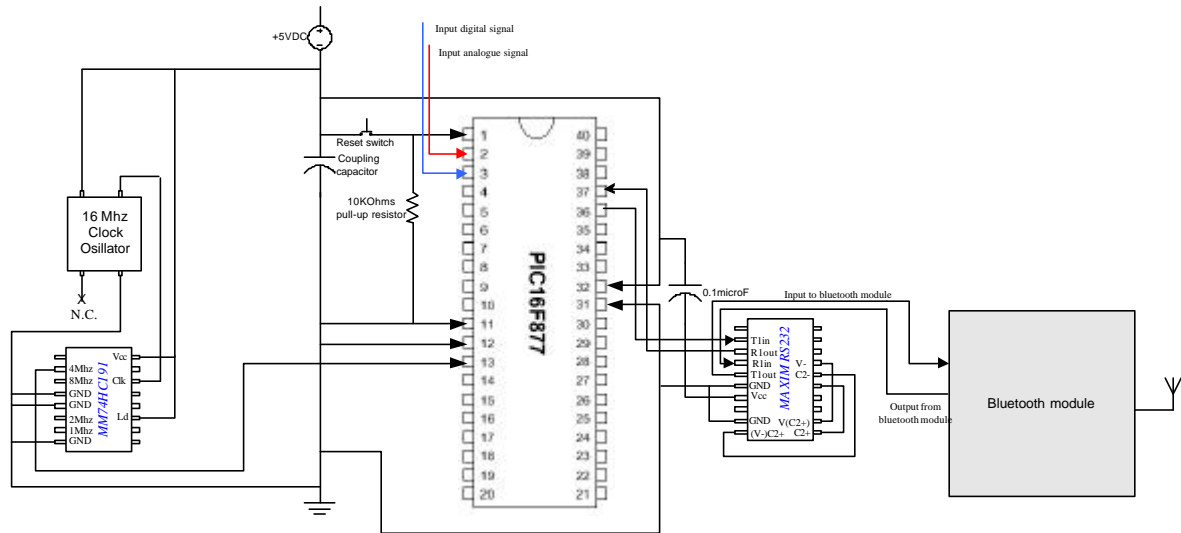 +5VDC
Input digital signal
Input analogue signal
Reset switch
Coupling
capacitor
10KOhms
pull-up resistor
16 Mhz
Clock
Osillator
X
N.C.
MM74HC191
Vcc
4Mhz
8Mhz
Clk
GND
GND
2Mhz
Ld
1Mhz
GND
PIC16F877
1
2
3
4
5
6
7
8
9
10
11
12
13
14
15
16
17
18
19
20
40
39
38
37
36
35
34
33
32
31
30
29
28
27
26
25
24
23
22
21
0.1microF
Input to bluetooth module
MAXIM RS232
T1in
R1out
R1in
V-
T1out
C2-
GND
Vcc
GND
V(C2+)
(V-)C2+
C2+
Output from
bluetooth module
Bluetooth module